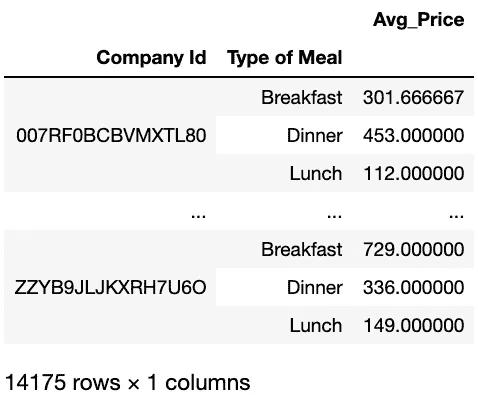 Avg_Price
Company Id Type of Meal
Breakfast 301.666667
007RF0BCBVMXTL80 Dinner 453.000000
Lunch 112.000000
... ... ...
Breakfast 729.000000
ZZYB9JLJKXRH7U6O Dinner 336.000000
Lunch 149.000000
14175 rows × 1 columns